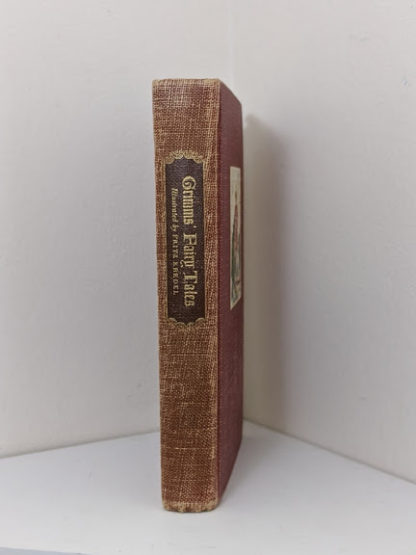 Grimms' Fairy Tales
Illustrated by FRITZ KREDEL